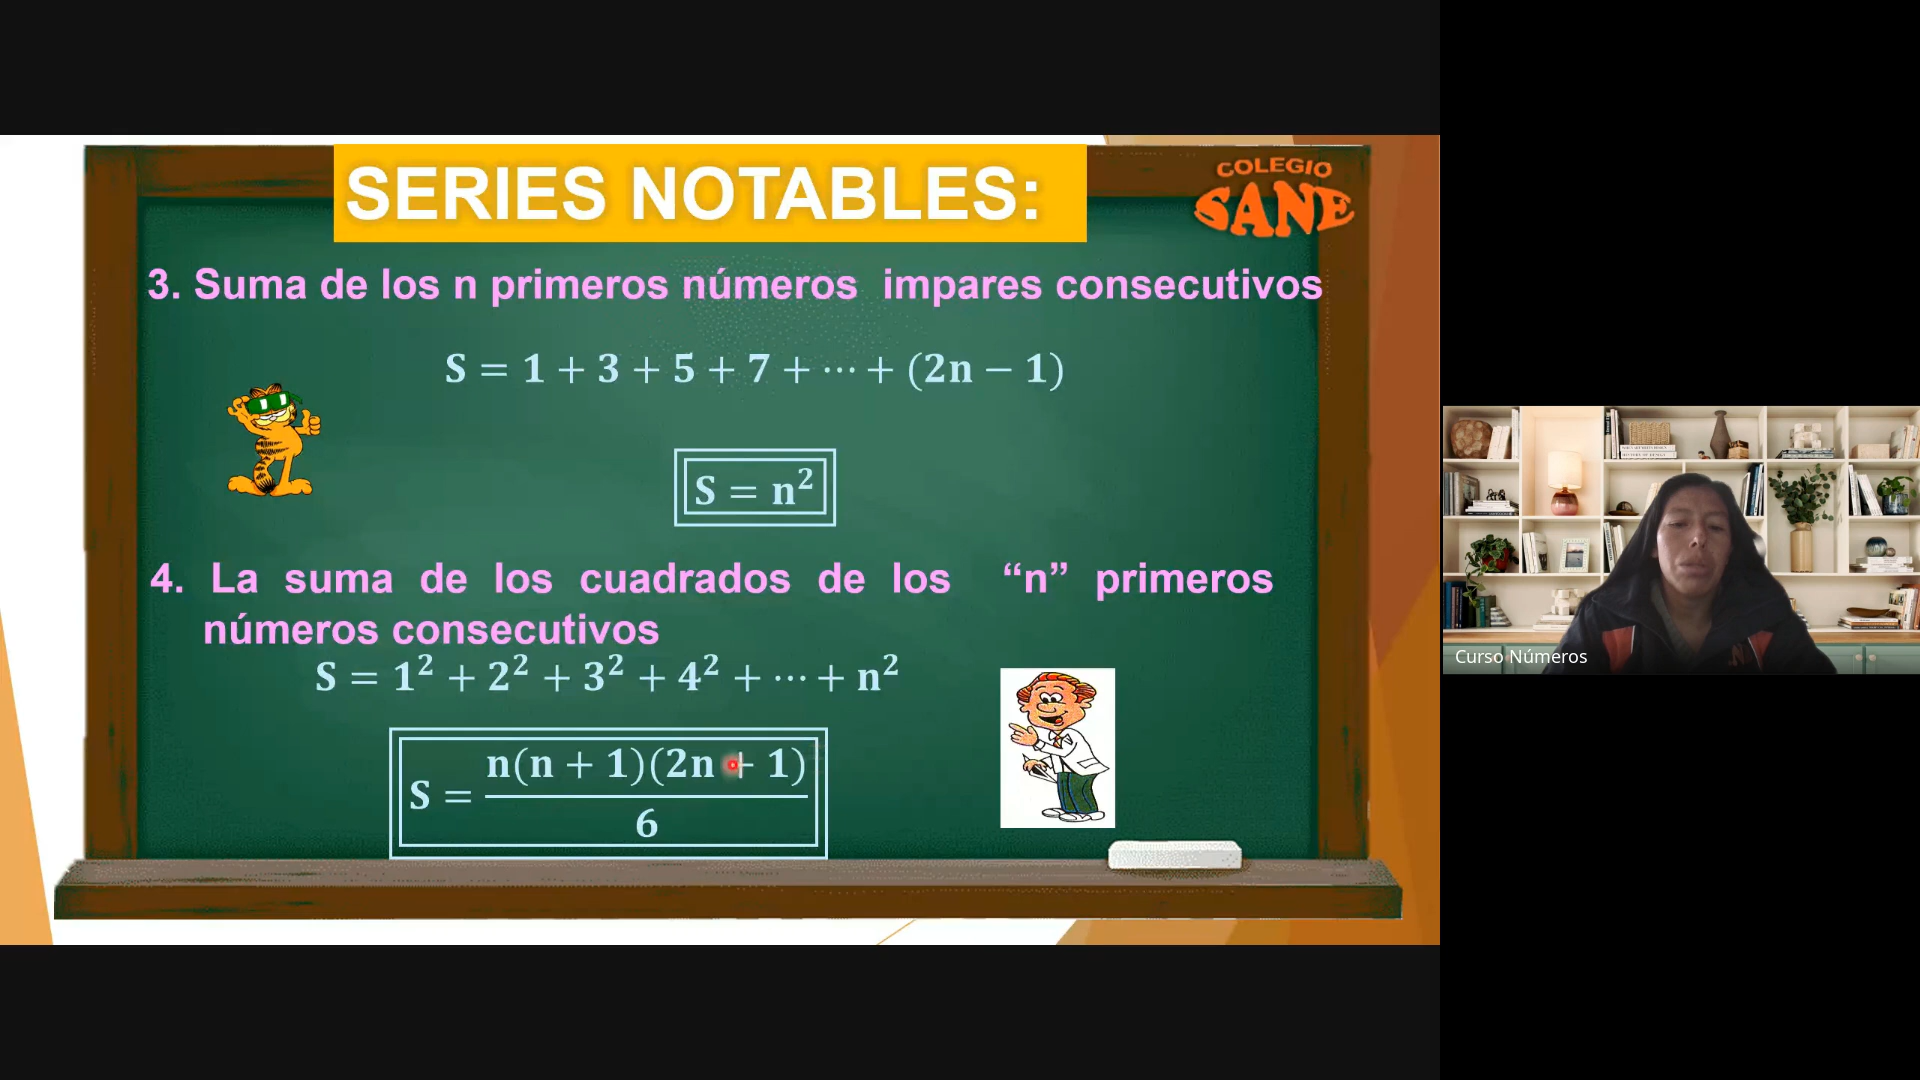 SERIES NOTABLES:
COLEGIO
SANE
3. Suma de los n primeros números impares consecutivos
S = 1 + 3 + 5 + 7 + ⋯ + (2n − 1)
S = n²
4. La suma de los cuadrados de los “n” primeros
números consecutivos
S = 1² + 2² + 3² + 4² + ⋯ + n²
S = n(n + 1)(2n + 1)
6
Curso Números